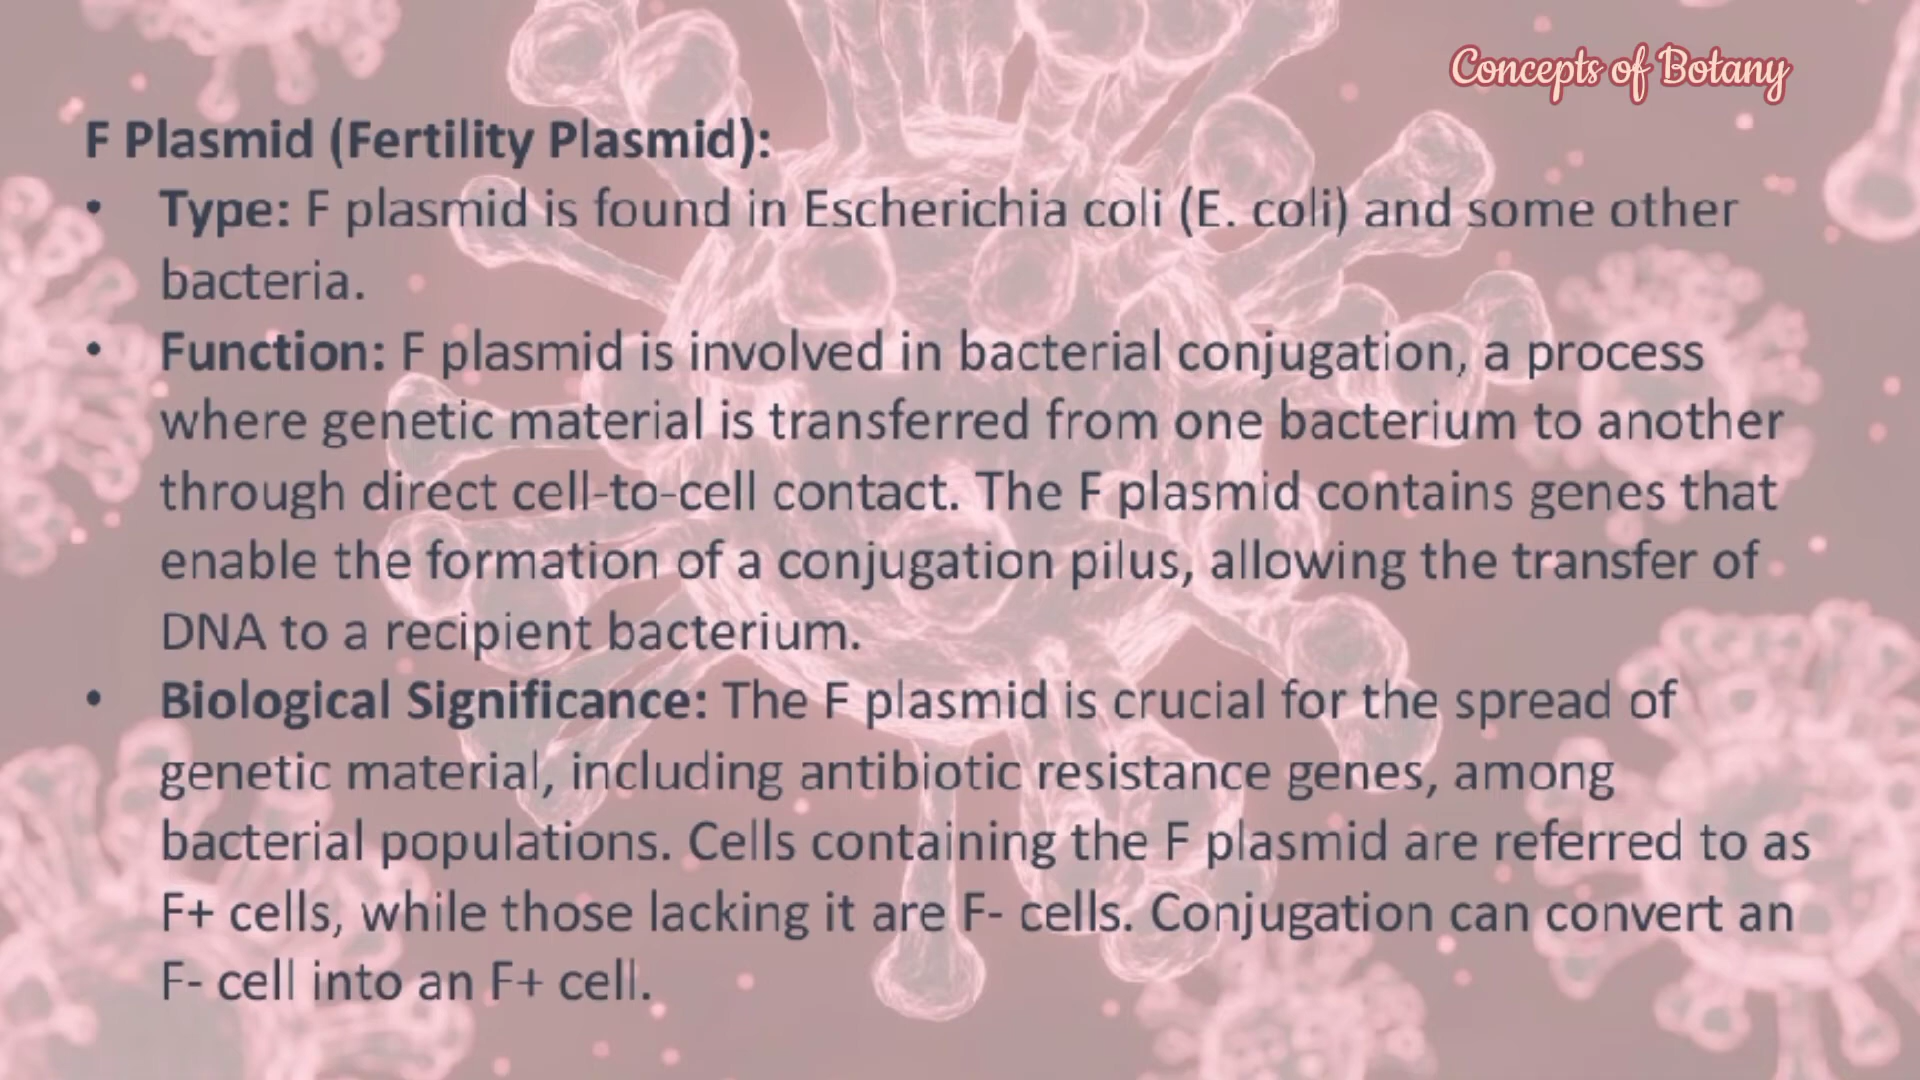 Concepts of Botany
F Plasmid (Fertility Plasmid):
• Type: F plasmid is found in Escherichia coli (E. coli) and some other
bacteria.
• Function: F plasmid is involved in bacterial conjugation, a process
where genetic material is transferred from one bacterium to another
through direct cell-to-cell contact. The F plasmid contains genes that
enable the formation of a conjugation pilus, allowing the transfer of
DNA to a recipient bacterium.
• Biological Significance: The F plasmid is crucial for the spread of
genetic material, including antibiotic resistance genes, among
bacterial populations. Cells containing the F plasmid are referred to as
F+ cells, while those lacking it are F- cells. Conjugation can convert an
F- cell into an F+ cell.